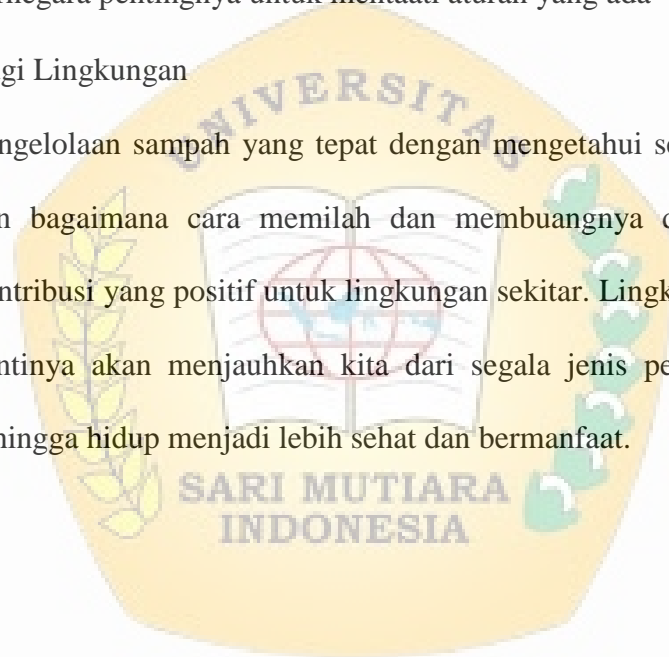 ernegara pentingnya untuk mentaati aturan yang ada
gi Lingkungan
UNIVERSITAS
ngelolaan sampah yang tepat dengan mengetahui se
n bagaimana cara memilah dan membuangnya d
ntribusi yang positif untuk lingkungan sekitar. Lingk
ntinya akan menjauhkan kita dari segala jenis pe
hingga hidup menjadi lebih sehat dan bermanfaat.
SARI MUTIARA
INDONESIA